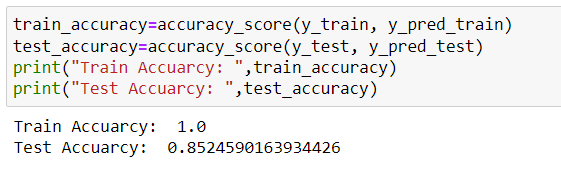 train_accuracy=accuracy_score(y_train, y_pred_train)
test_accuracy=accuracy_score(y_test, y_pred_test)
print("Train Accuarcy: ",train_accuracy)
print("Test Accuarcy: ",test_accuracy)
Train Accuarcy:  1.0
Test Accuarcy:  0.8524590163934426